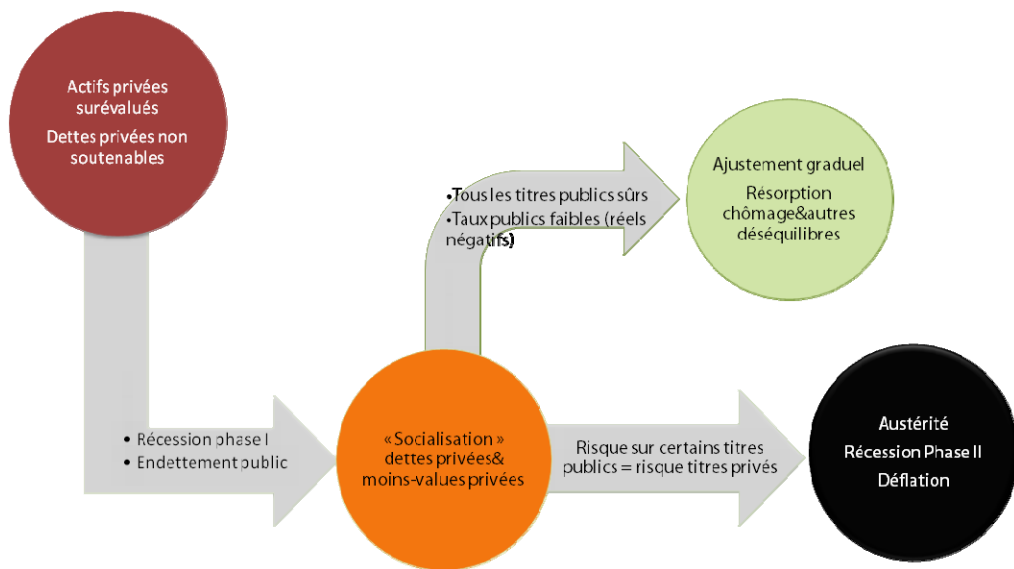 Actifs privées
surévalués
Dettes privées non
soutenables
•Tous les titres publics sûrs
•Taux publics faibles (réels
négatifs)
Ajustement graduel
Résorption
chômage&autres
déséquilibres
• Récession phase I
• Endettement public
« Socialisation »
dettes privées&
moins-values privées
Risque sur certains titres
publics = risque titres privés
Austérité
Récession Phase II
Déflation